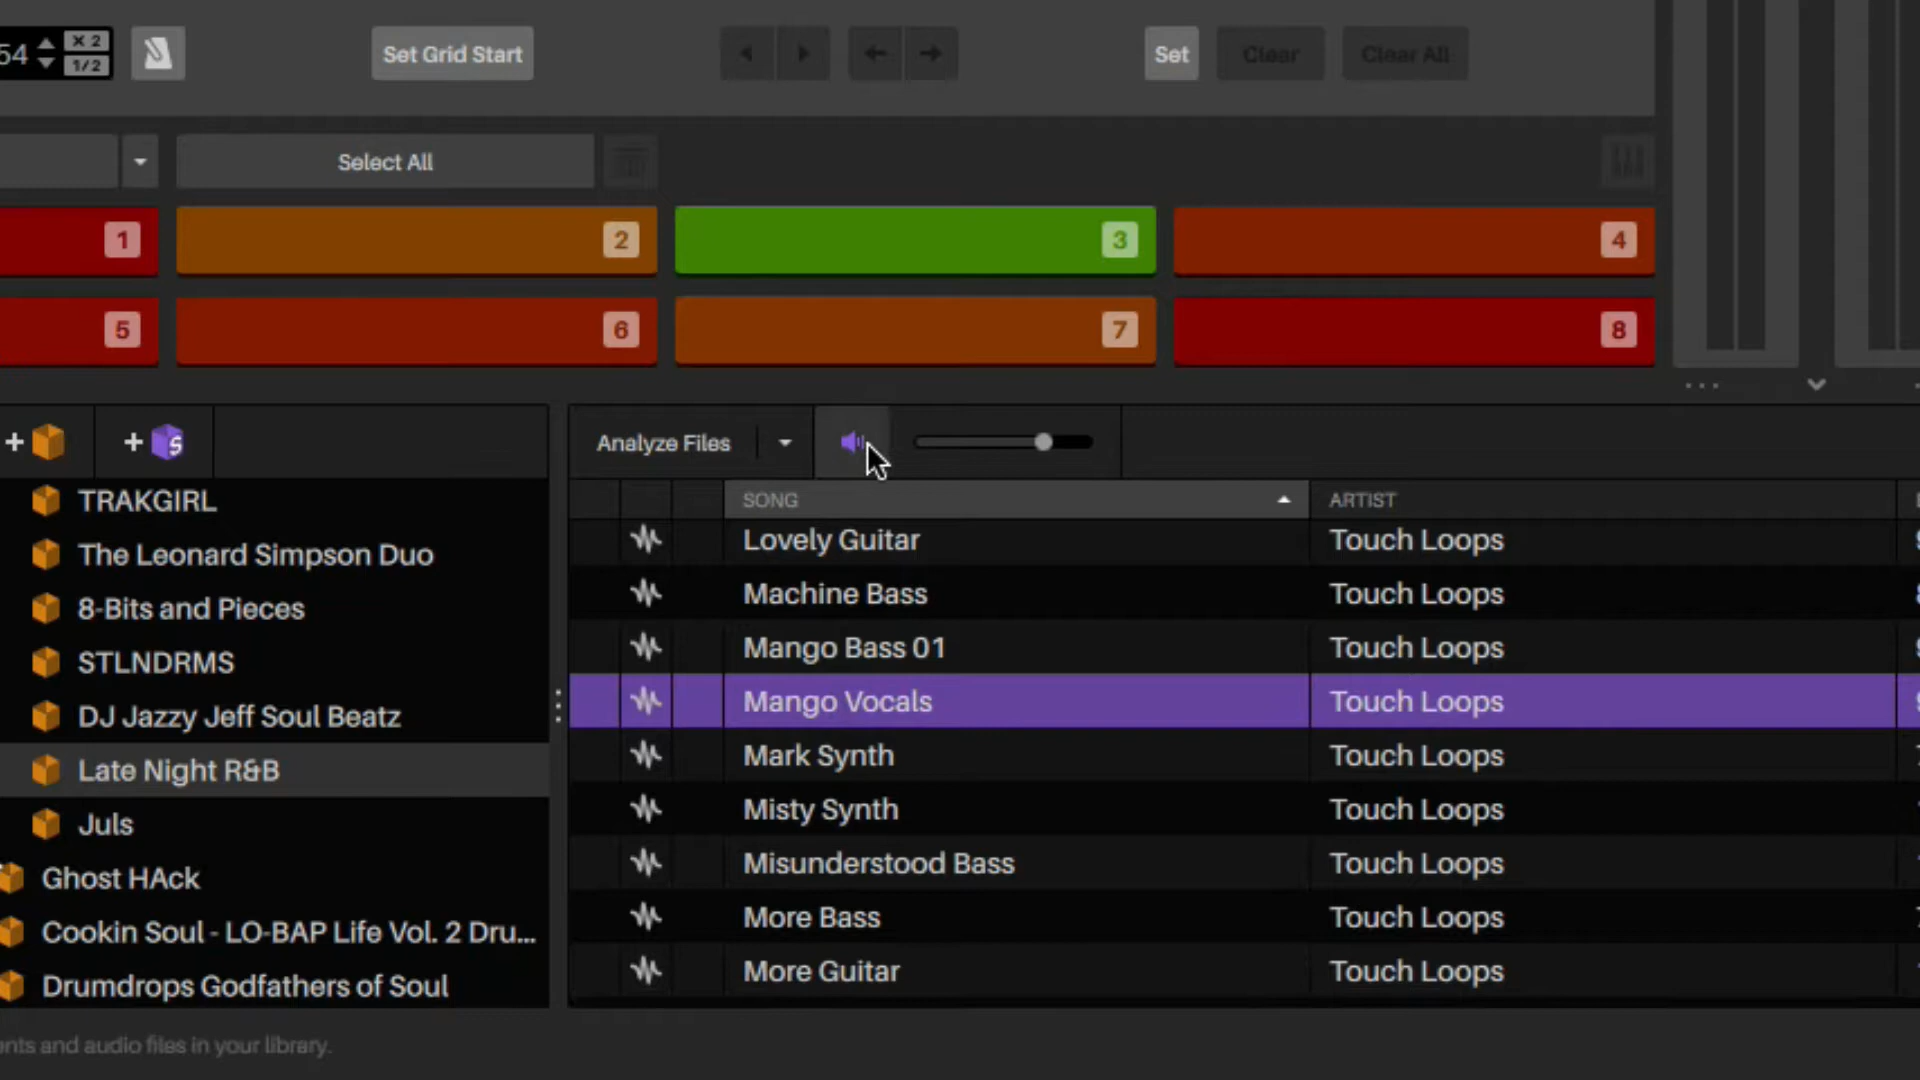 54
X 2
1/2
Set Grid Start
Set
Clear
Clear All
Select All
1
2
3
4
5
6
7
8
+
+ S
Analyze Files
SONG
ARTIST
TRAKGIRL
The Leonard Simpson Duo
8-Bits and Pieces
STLNDRMS
DJ Jazzy Jeff Soul Beatz
Late Night R&B
Juls
Ghost HAck
Cookin Soul - LO-BAP Life Vol. 2 Dru...
Drumdrops Godfathers of Soul
Lovely Guitar Touch Loops
Machine Bass Touch Loops
Mango Bass 01 Touch Loops
Mango Vocals Touch Loops
Mark Synth Touch Loops
Misty Synth Touch Loops
Misunderstood Bass Touch Loops
More Bass Touch Loops
More Guitar Touch Loops
and audio files in your library.